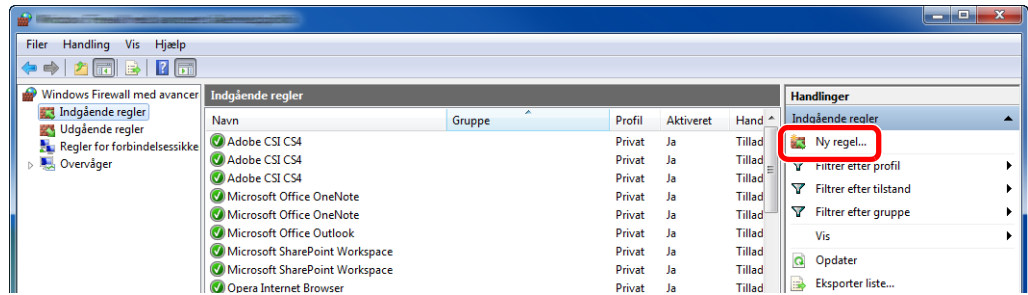 Filer Handling Vis Hjælp
Windows Firewall med avancer
Indgående regler
Udgående regler
Regler for forbindelsessikke
Overvåger
Indgående regler
Navn Gruppe Profil Aktiveret Hand
Adobe CSI CS4 Privat Ja Tillad
Adobe CSI CS4 Privat Ja Tillad
Adobe CSI CS4 Privat Ja Tillad
Microsoft Office OneNote Privat Ja Tillad
Microsoft Office OneNote Privat Ja Tillad
Microsoft Office Outlook Privat Ja Tillad
Microsoft SharePoint Workspace Privat Ja Tillad
Microsoft SharePoint Workspace Privat Ja Tillad
Opera Internet Browser Privat Ja Tillad
Handlinger
Indgående regler
Ny regel...
Filtrer efter profil
Filtrer efter tilstand
Filtrer efter gruppe
Vis
Opdater
Eksporter liste...